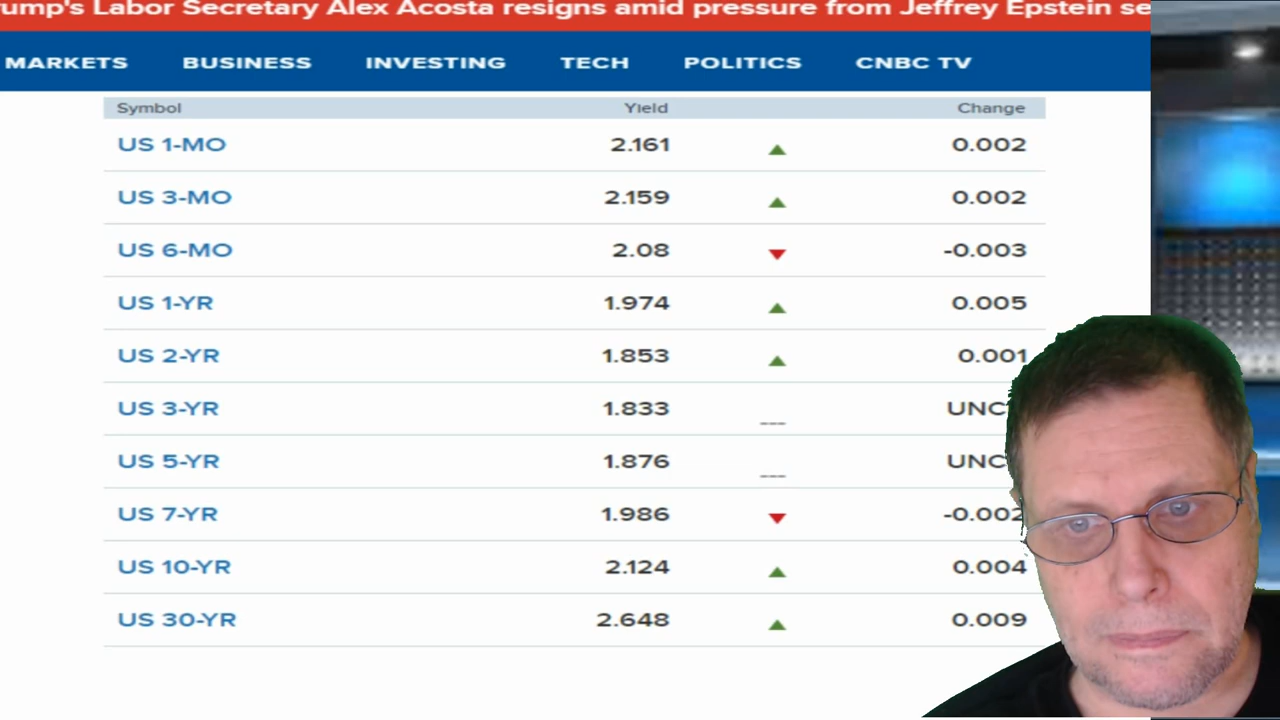 Labor Secretary Alex Acosta resigns amid pressure from Jeffrey Epstein
MARKETS BUSINESS INVESTING TECH POLITICS CNBC TV
Symbol Yield Change
US 1-MO 2.161 0.002
US 3-MO 2.159 0.002
US 6-MO 2.08 -0.003
US 1-YR 1.974 0.005
US 2-YR 1.853 0.001
US 3-YR 1.833 --- UNC
US 5-YR 1.876 --- UNC
US 7-YR 1.986 -0.002
US 10-YR 2.124 0.004
US 30-YR 2.648 0.009